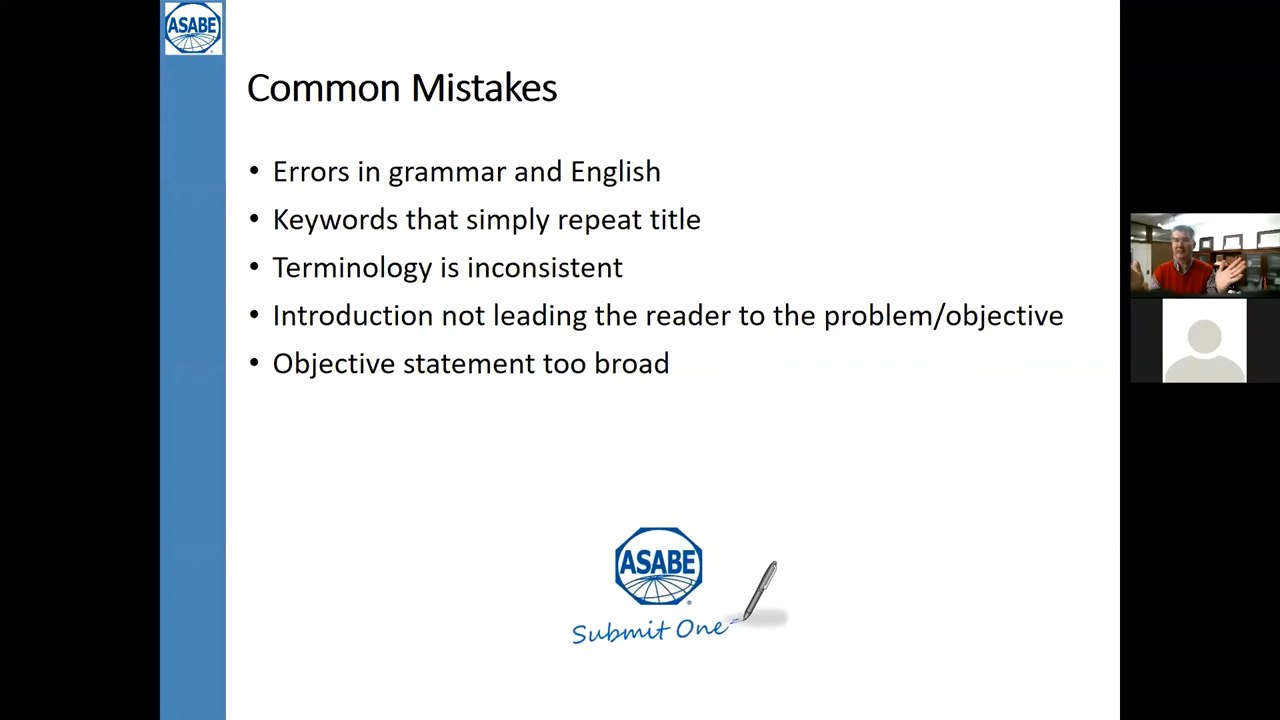 ASABE
Common Mistakes
• Errors in grammar and English
• Keywords that simply repeat title
• Terminology is inconsistent
• Introduction not leading the reader to the problem/objective
• Objective statement too broad
ASABE
Submit One